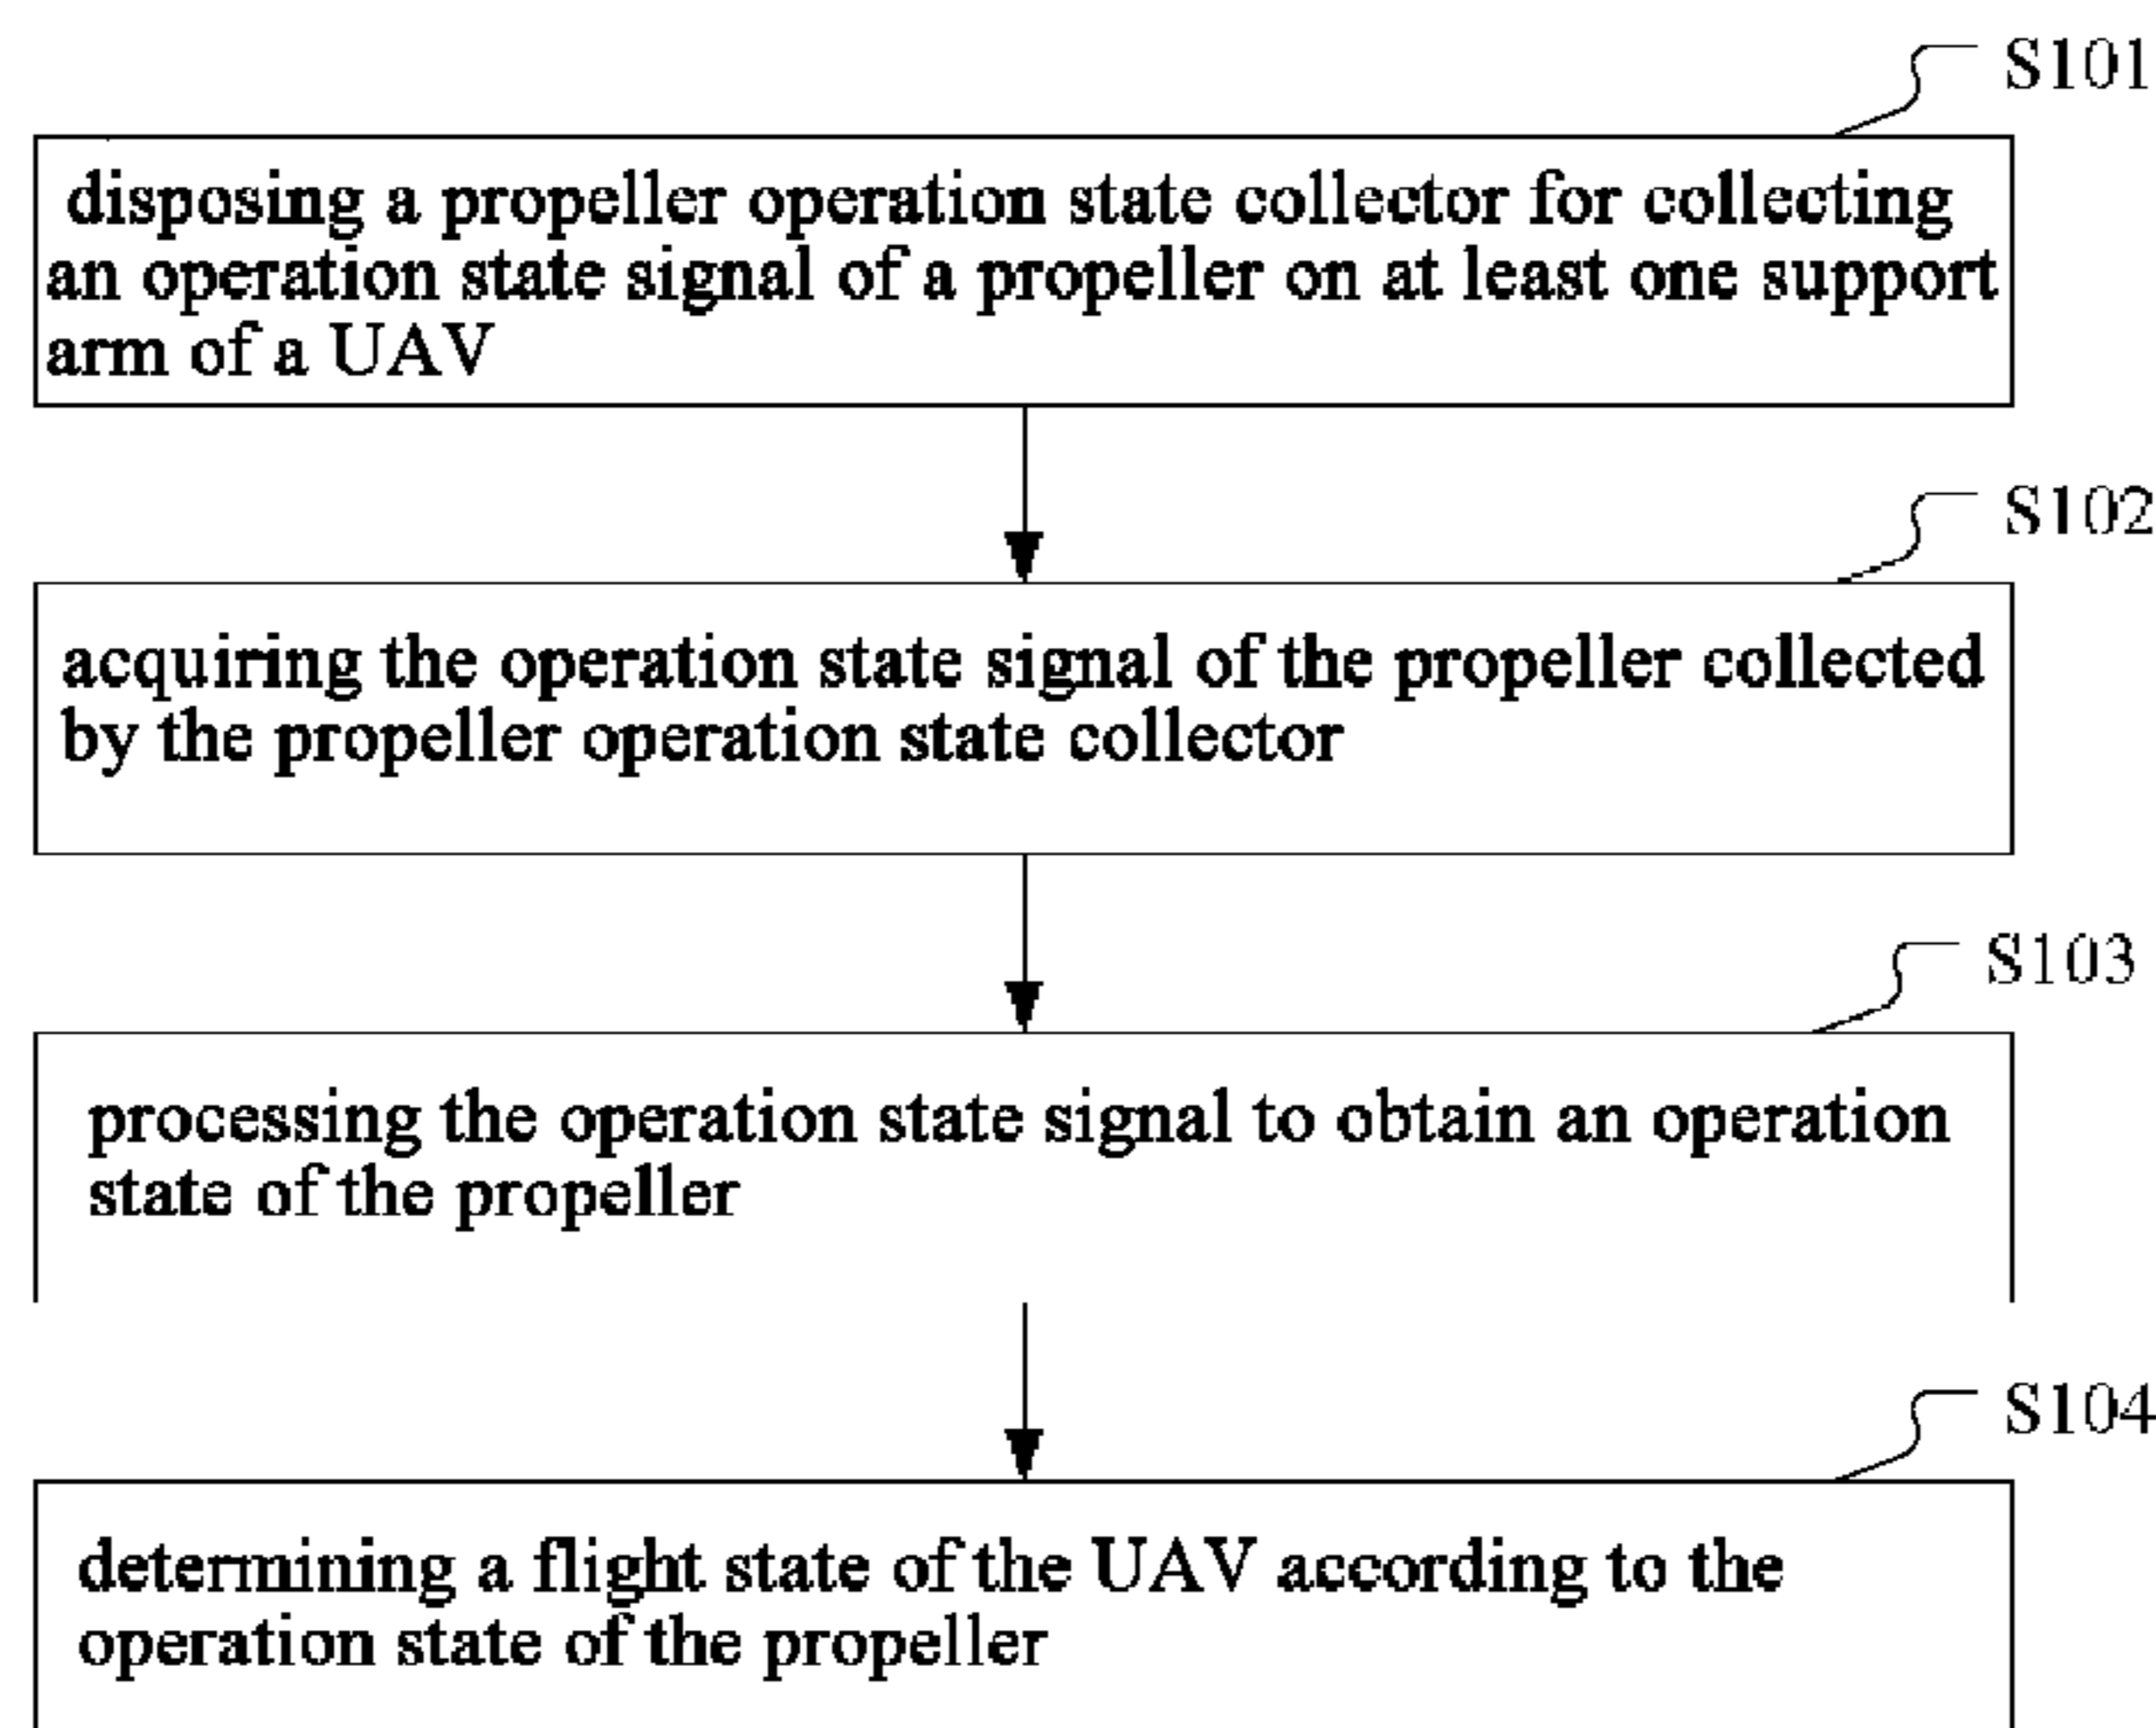 S101
disposing a propeller operation state collector for collecting
an operation state signal of a propeller on at least one support
arm of a UAV
S102
acquiring the operation state signal of the propeller collected
by the propeller operation state collector
S103
processing the operation state signal to obtain an operation
state of the propeller
S104
determining a flight state of the UAV according to the
operation state of the propeller